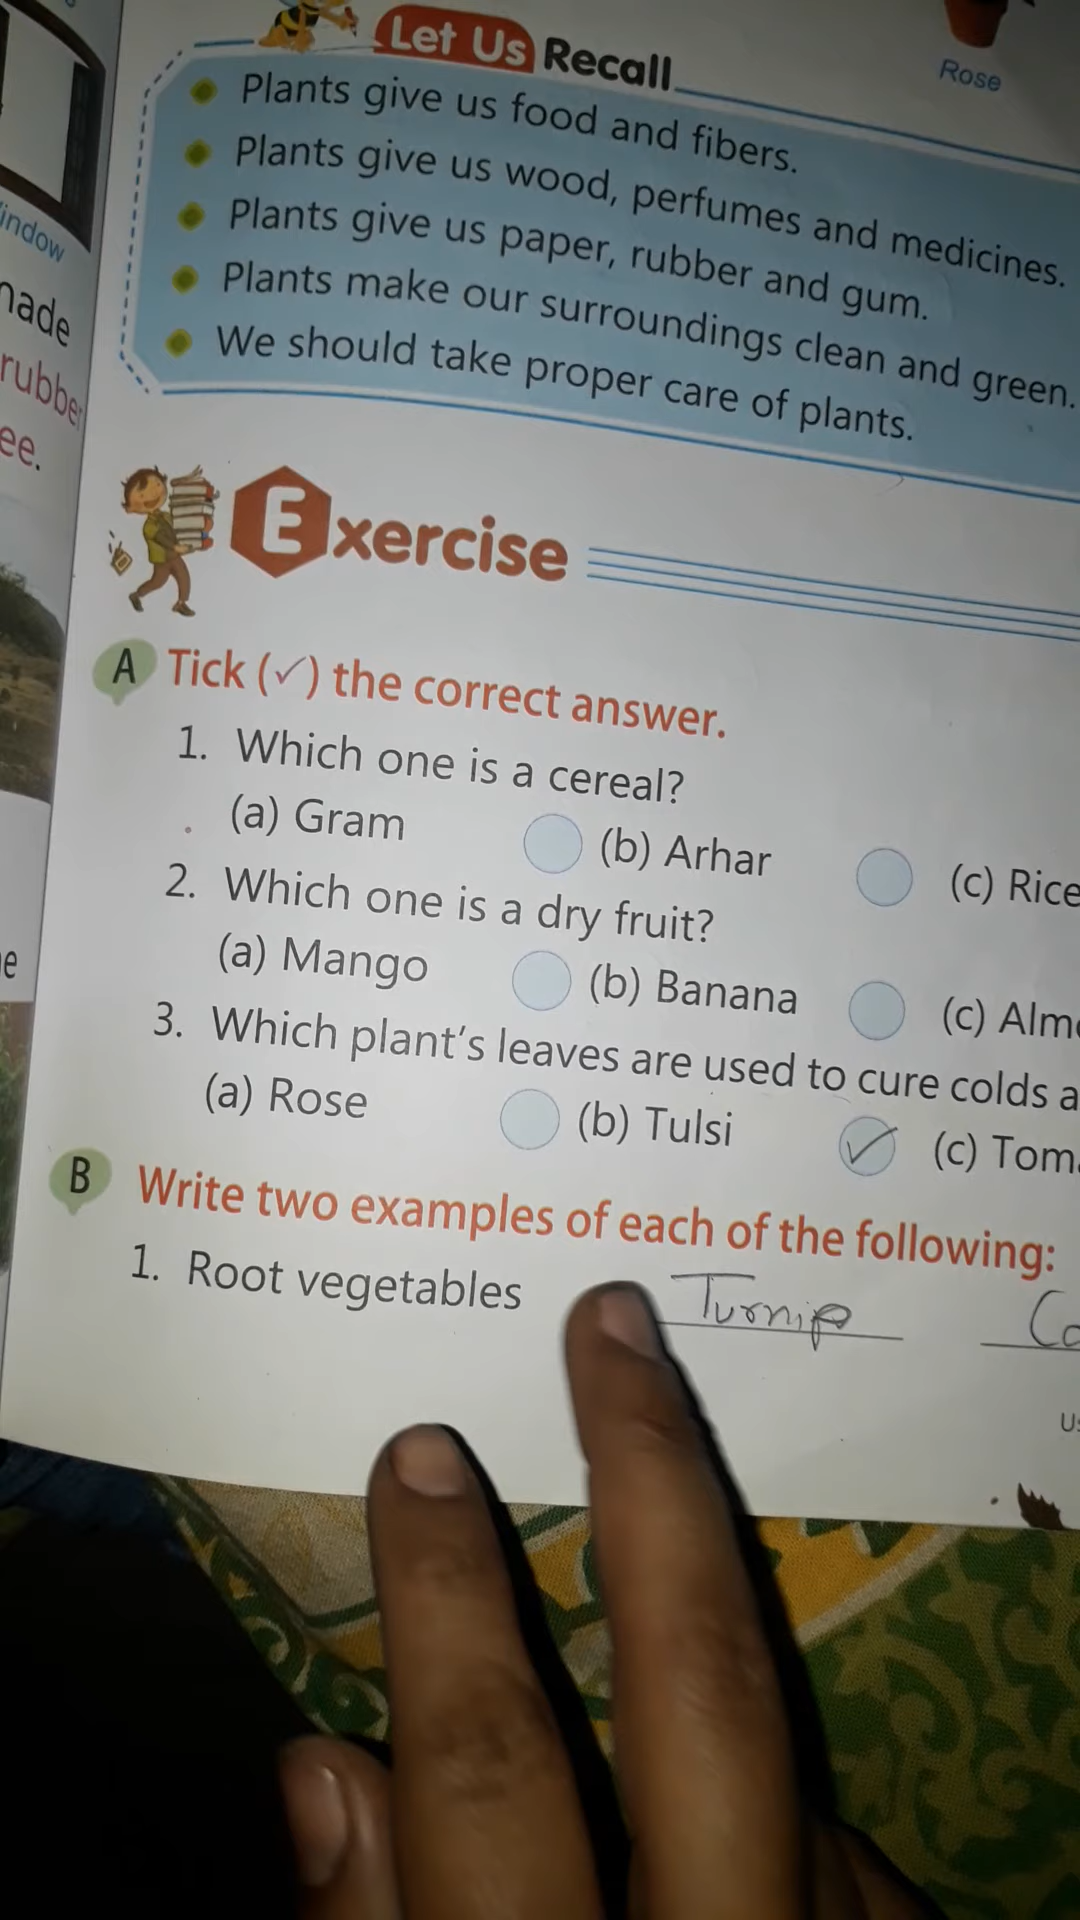 Let Us Recall
Rose
Plants give us food and fibers.
Plants give us wood, perfumes and medicines.
Plants give us paper, rubber and gum.
Plants make our surroundings clean and green.
We should take proper care of plants.
indow
made
rubber
ee.
Exercise
A Tick (✓) the correct answer.
1. Which one is a cereal?
(a) Gram (b) Arhar (c) Rice
2. Which one is a dry fruit?
(a) Mango (b) Banana (c) Alm
3. Which plant's leaves are used to cure colds a
(a) Rose (b) Tulsi ✓ (c) Tom
B Write two examples of each of the following:
1. Root vegetables Turnip Ca